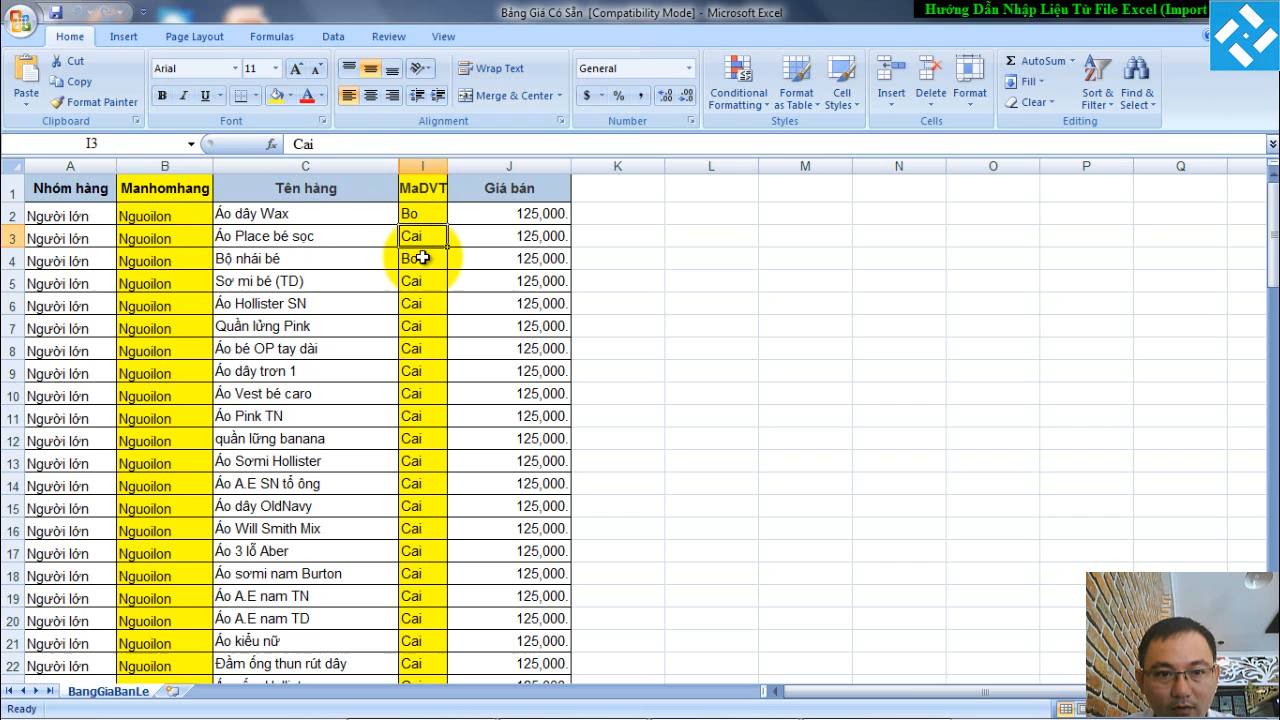 Bảng Giá Có Sẵn [Compatibility Mode] - Microsoft Excel
Hướng Dẫn Nhập Liệu Từ File Excel (Import
Home Insert Page Layout Formulas Data Review View
Paste Cut Copy Format Painter
Arial 11
B I U A
Wrap Text
Merge & Center
General
$ % ,
Conditional Formatting Format as Table Cell Styles
Insert Delete Format
Σ AutoSum Fill Clear
Sort & Filter Find & Select
Clipboard Font Alignment Number Styles Cells Editing
I3 fx Cai
A B C I J K L M N O P Q
1 Nhóm hàng Manhomhang Tên hàng MaDVT Giá bán
2 Người lớn Nguoilon Áo dây Wax Bo 125,000.
3 Người lớn Nguoilon Áo Place bé sọc Cai 125,000.
4 Người lớn Nguoilon Bộ nhái bé Bo 125,000.
5 Người lớn Nguoilon Sơ mi bé (TD) Cai 125,000.
6 Người lớn Nguoilon Áo Hollister SN Cai 125,000.
7 Người lớn Nguoilon Quần lửng Pink Cai 125,000.
8 Người lớn Nguoilon Áo bé OP tay dài Cai 125,000.
9 Người lớn Nguoilon Áo dây trơn 1 Cai 125,000.
10 Người lớn Nguoilon Áo Vest bé caro Cai 125,000.
11 Người lớn Nguoilon Áo Pink TN Cai 125,000.
12 Người lớn Nguoilon quần lững banana Cai 125,000.
13 Người lớn Nguoilon Áo Sơmi Hollister Cai 125,000.
14 Người lớn Nguoilon Áo A.E SN tổ ông Cai 125,000.
15 Người lớn Nguoilon Áo dây OldNavy Cai 125,000.
16 Người lớn Nguoilon Áo Will Smith Mix Cai 125,000.
17 Người lớn Nguoilon Áo 3 lỗ Aber Cai 125,000.
18 Người lớn Nguoilon Áo sơmi nam Burton Cai 125,000.
19 Người lớn Nguoilon Áo A.E nam TN Cai 125,000.
20 Người lớn Nguoilon Áo A.E nam TD Cai 125,000.
21 Người lớn Nguoilon Áo kiểu nữ Cai 125,000.
22 Người lớn Nguoilon Đầm ống thun rút dây Cai 125,000.
BangGiaBanLe
Ready